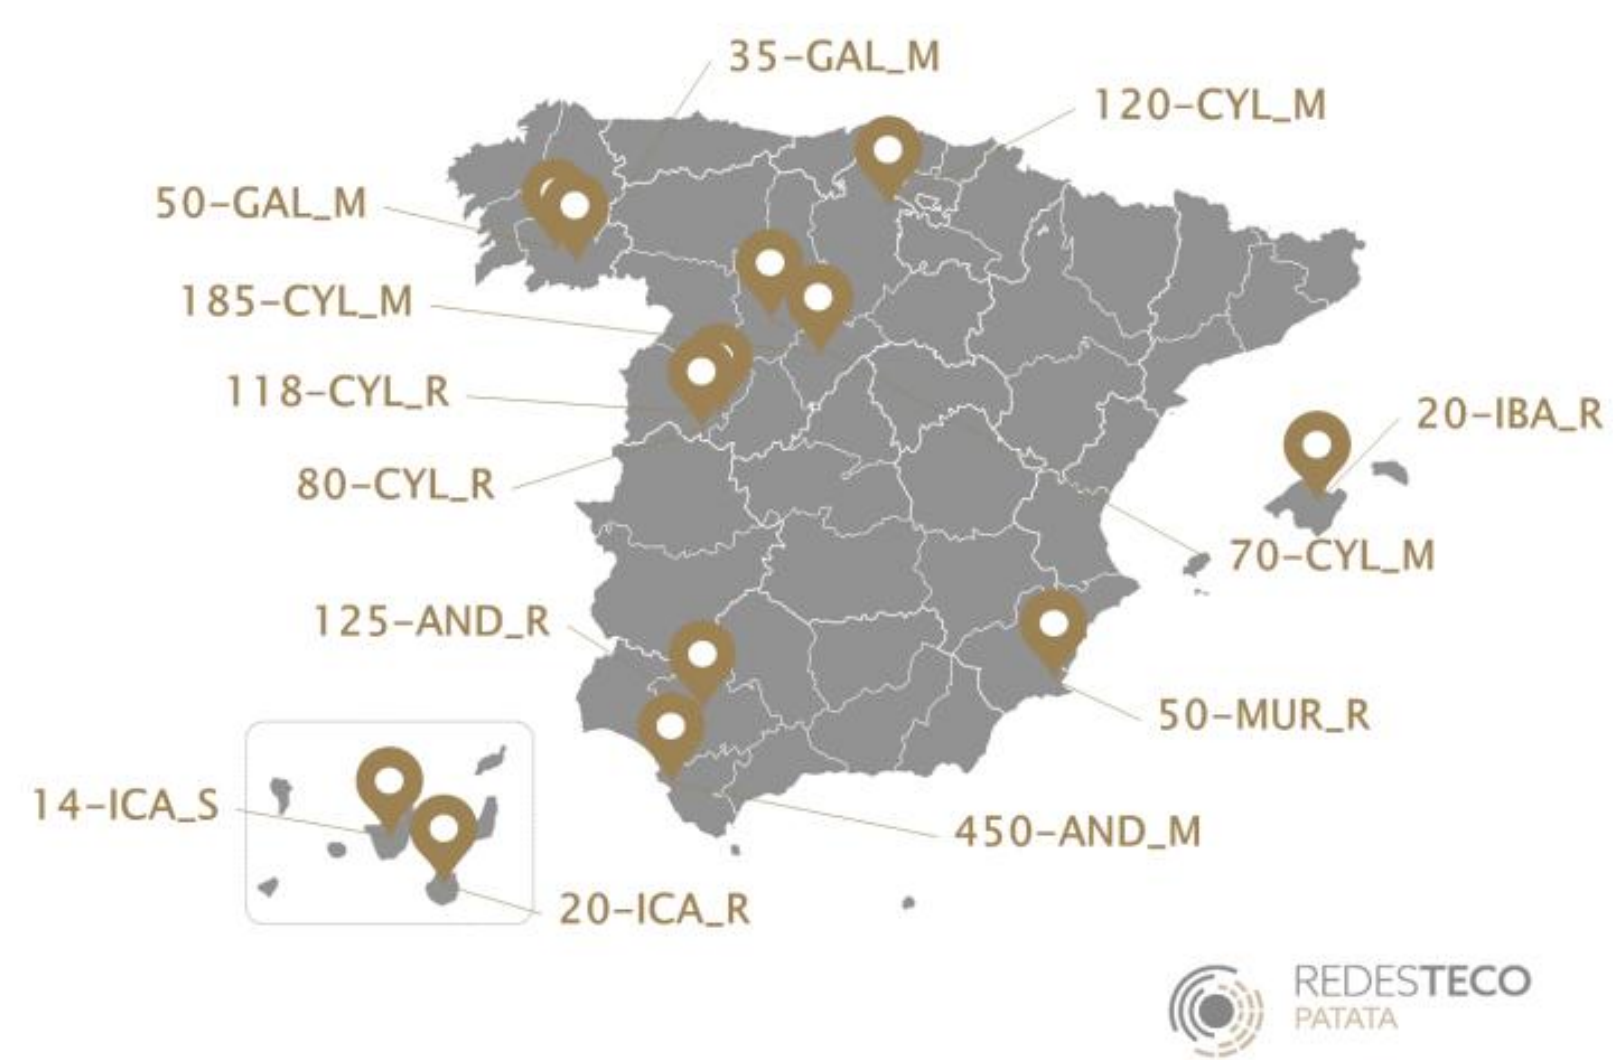 35-GAL_M
120-CYL_M
50-GAL_M
185-CYL_M
118-CYL_R
20-IBA_R
80-CYL_R
70-CYL_M
125-AND_R
50-MUR_R
14-ICA_S
450-AND_M
20-ICA_R
REDESTECO
PATATA